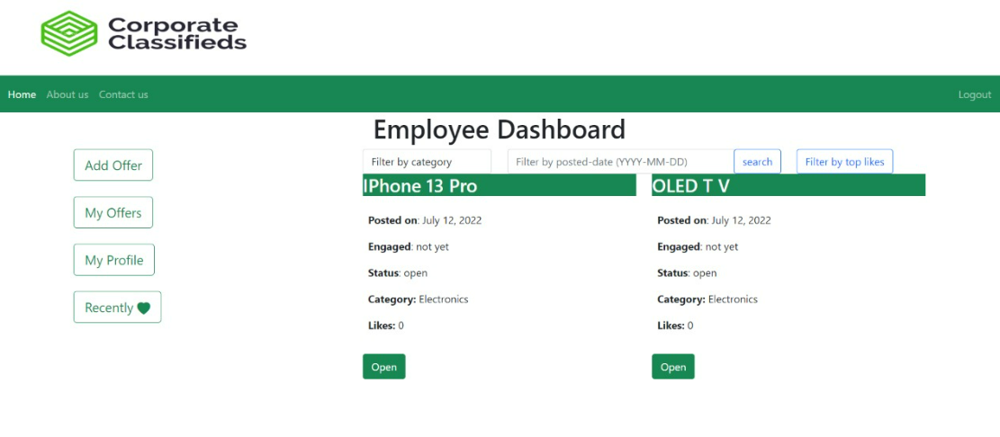 Corporate
Classifieds
Home About us Contact us Logout
Employee Dashboard
Add Offer
My Offers
My Profile
Recently
Filter by category Filter by posted-date (YYYY-MM-DD) search Filter by top likes
IPhone 13 Pro
Posted on: July 12, 2022
Engaged: not yet
Status: open
Category: Electronics
Likes: 0
Open
OLED T V
Posted on: July 12, 2022
Engaged: not yet
Status: open
Category: Electronics
Likes: 0
Open